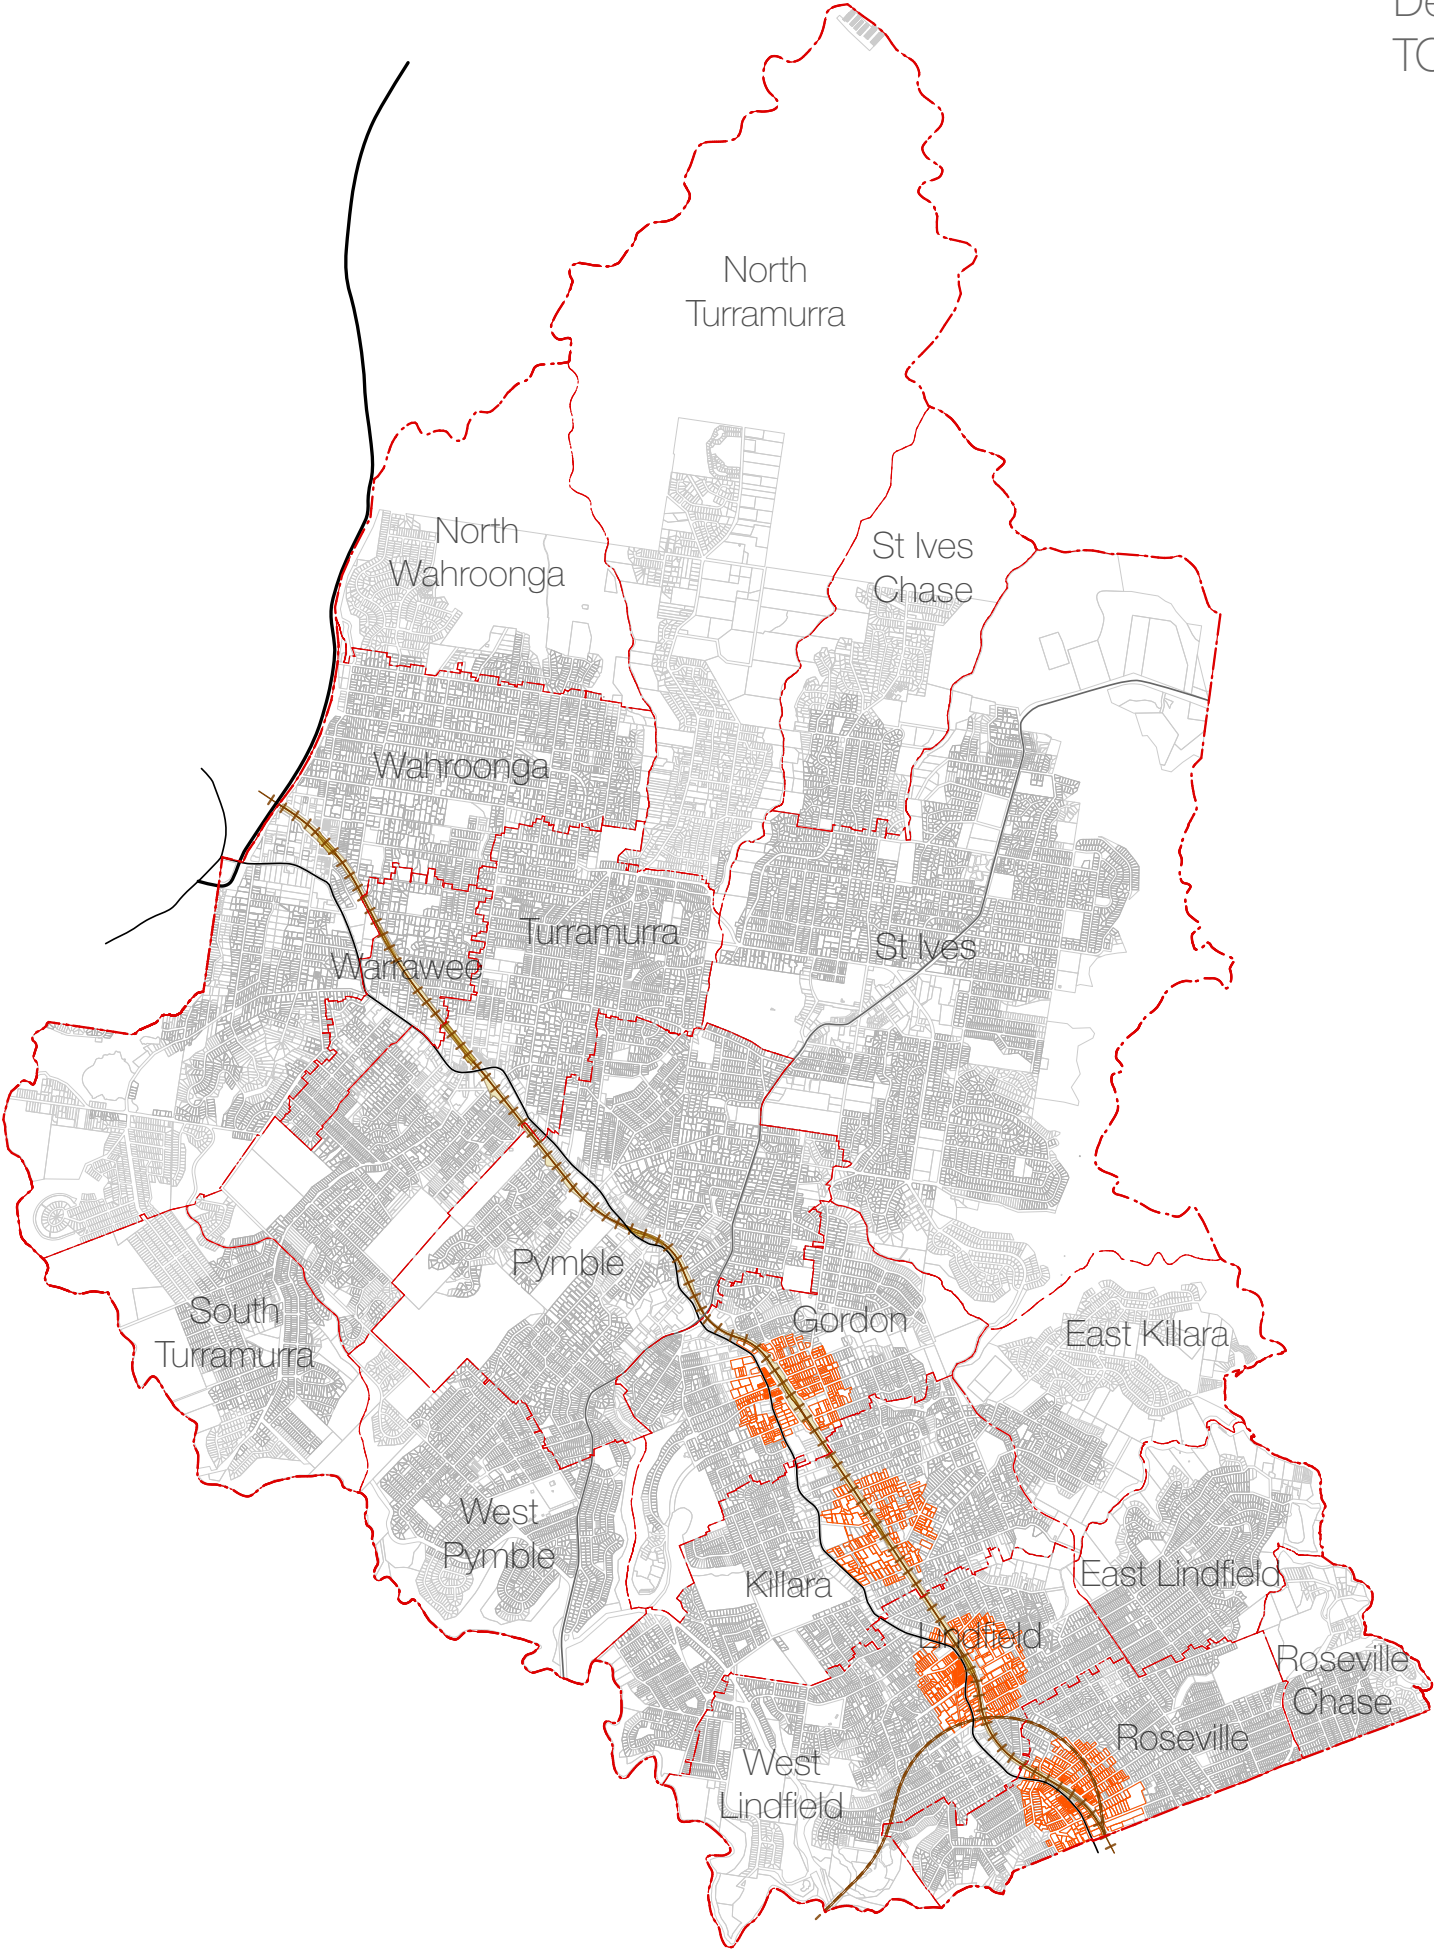 North
Turramurra
North
Wahroonga
St Ives
Chase
Wahroonga
Turramurra
St Ives
Warrawee
Pymble
Gordon
South
Turramurra
East Killara
West
Pymble
Killara
East Lindfield
Lindfield
Roseville
Chase
Roseville
West
Lindfield